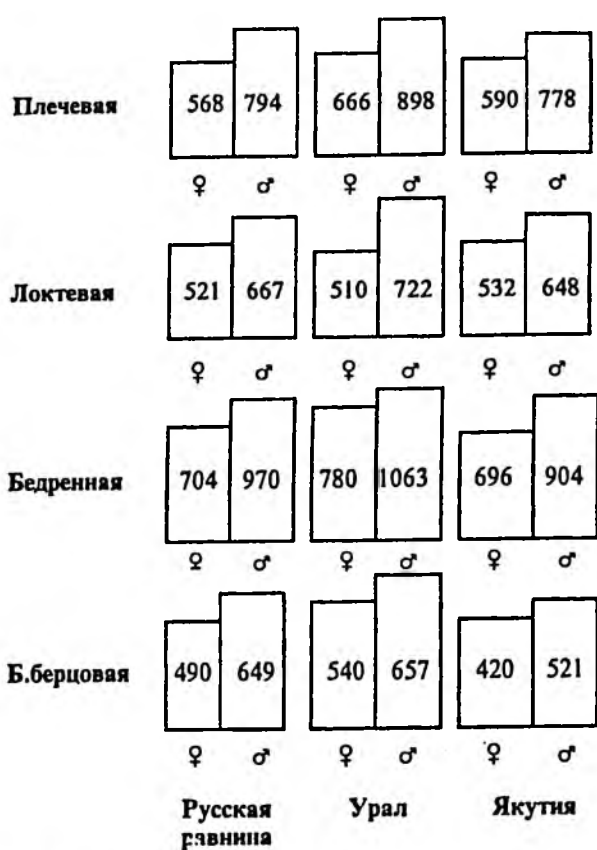 Плечевая 568 794 666 898 590 778
♀ ♂ ♀ ♂ ♀ ♂
Локтевая 521 667 510 722 532 648
♀ ♂ ♀ ♂ ♀ ♂
Бедренная 704 970 780 1063 696 904
♀ ♂ ♀ ♂ ♀ ♂
Б.берцовая 490 649 540 657 420 521
♀ ♂ ♀ ♂ ♀ ♂
Русская Урал Якутия
равнина